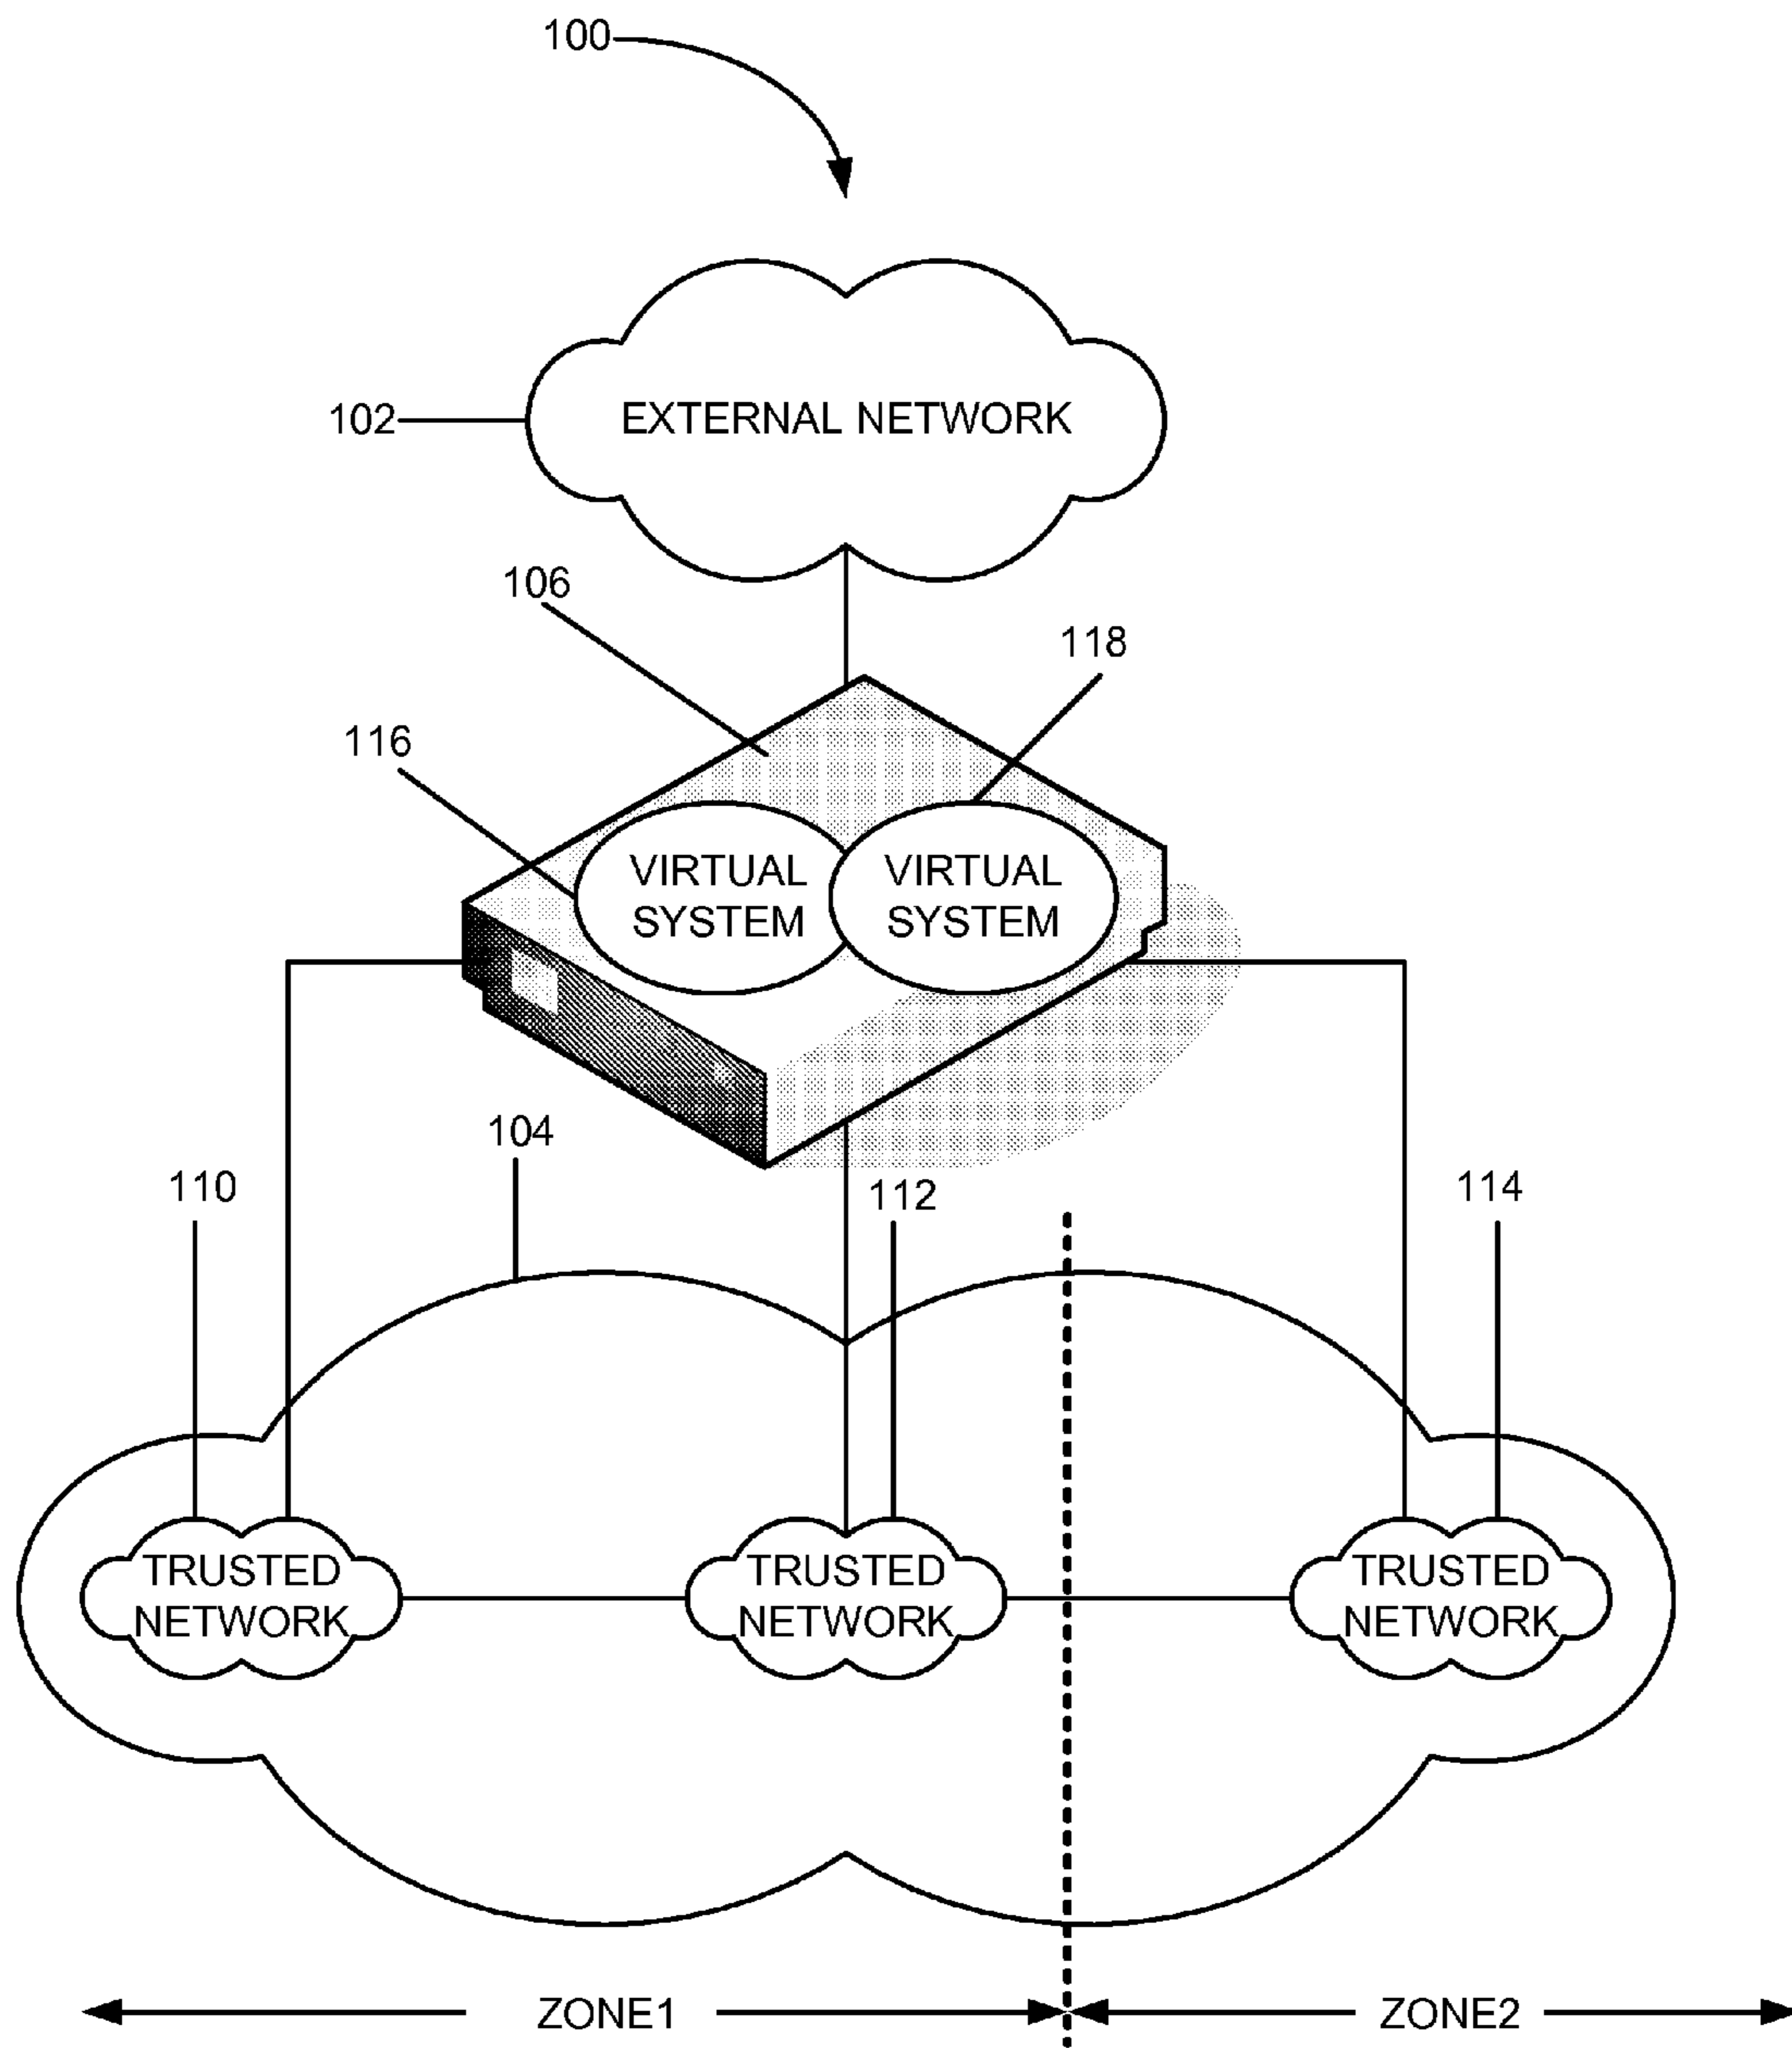 100
102
EXTERNAL NETWORK
106
118
116
VIRTUAL
SYSTEM
VIRTUAL
SYSTEM
104
110
112
114
TRUSTED
NETWORK
TRUSTED
NETWORK
TRUSTED
NETWORK
ZONE1
ZONE2